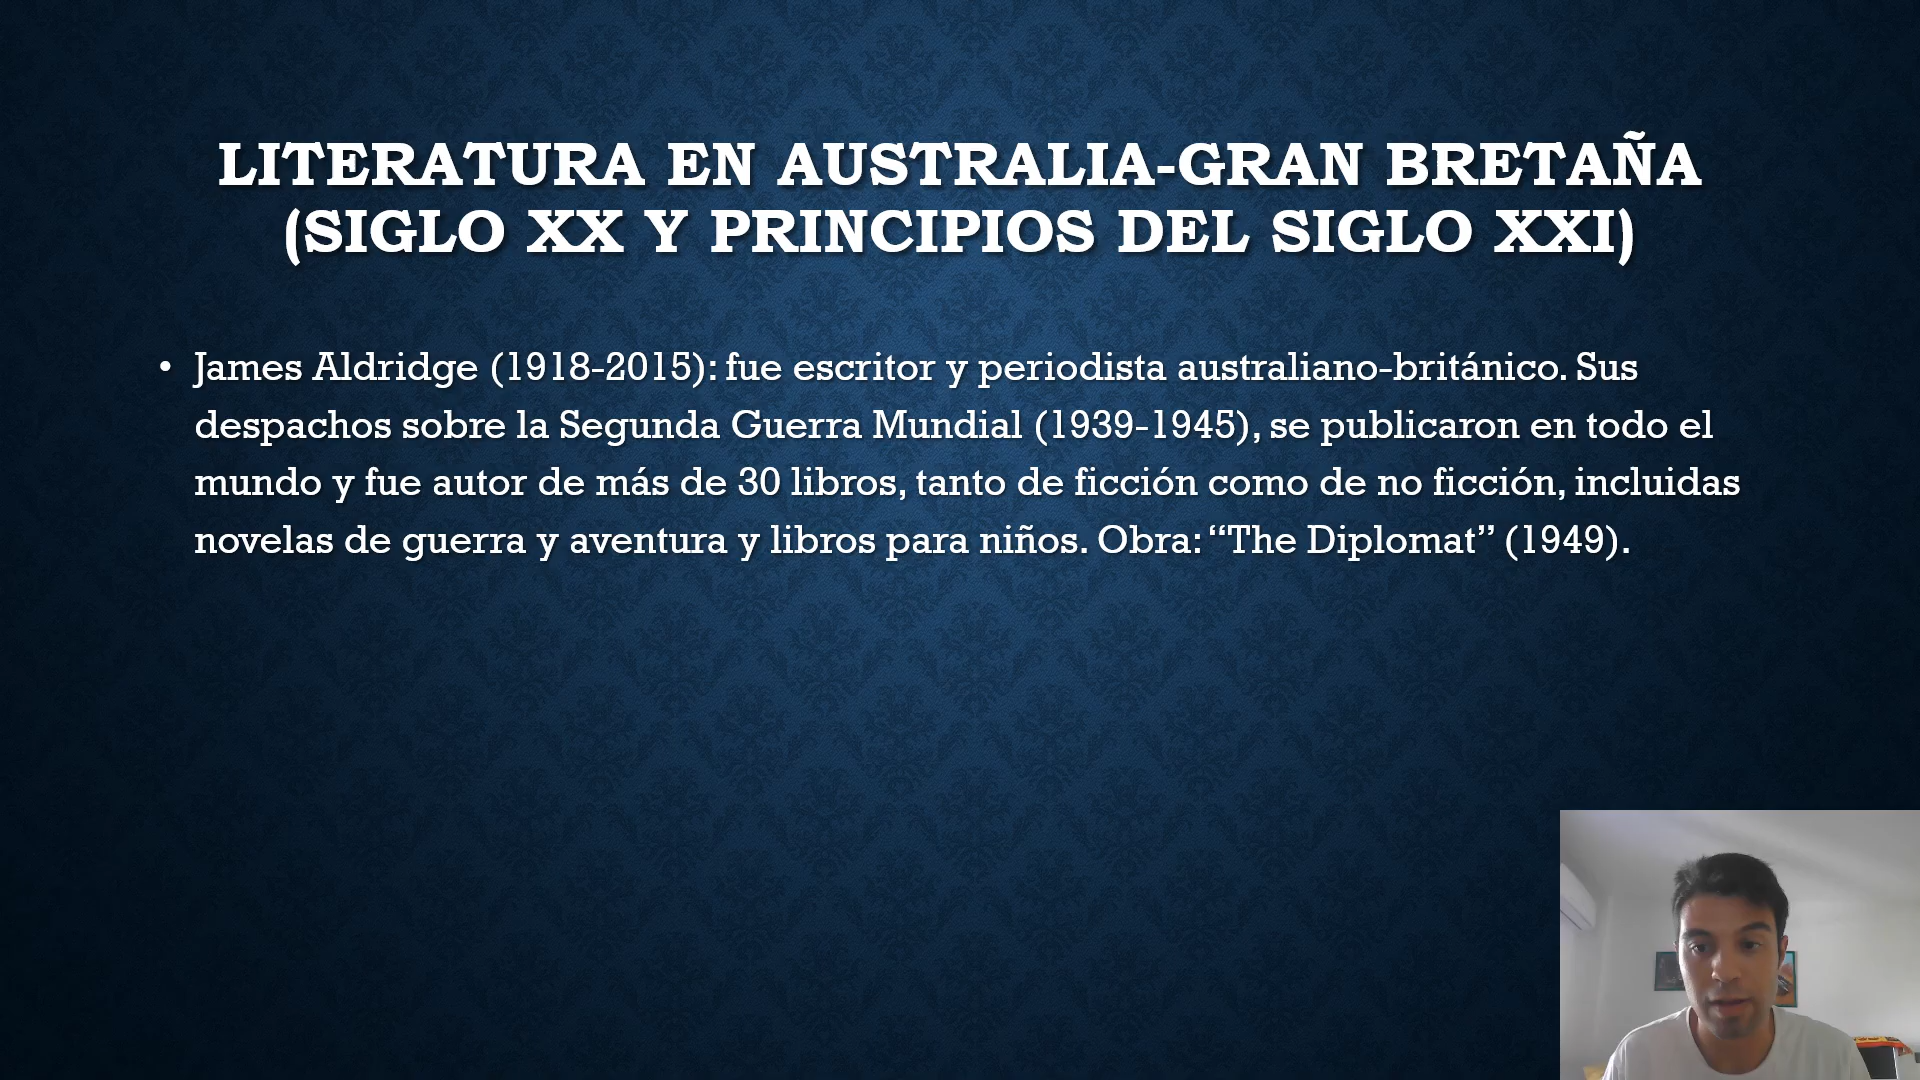 LITERATURA EN AUSTRALIA-GRAN BRETAÑA
(SIGLO XX Y PRINCIPIOS DEL SIGLO XXI)
• James Aldridge (1918-2015): fue escritor y periodista australiano-británico. Sus
despachos sobre la Segunda Guerra Mundial (1939-1945), se publicaron en todo el
mundo y fue autor de más de 30 libros, tanto de ficción como de no ficción, incluidas
novelas de guerra y aventura y libros para niños. Obra: “The Diplomat” (1949).